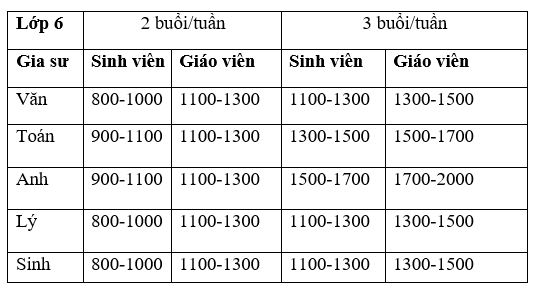 Lớp 6 2 buổi/tuần 3 buổi/tuần
Gia sư Sinh viên Giáo viên Sinh viên Giáo viên
Văn 800-1000 1100-1300 1100-1300 1300-1500
Toán 900-1100 1100-1300 1300-1500 1500-1700
Anh 900-1100 1100-1300 1500-1700 1700-2000
Lý 800-1000 1100-1300 1100-1300 1300-1500
Sinh 800-1000 1100-1300 1100-1300 1300-1500